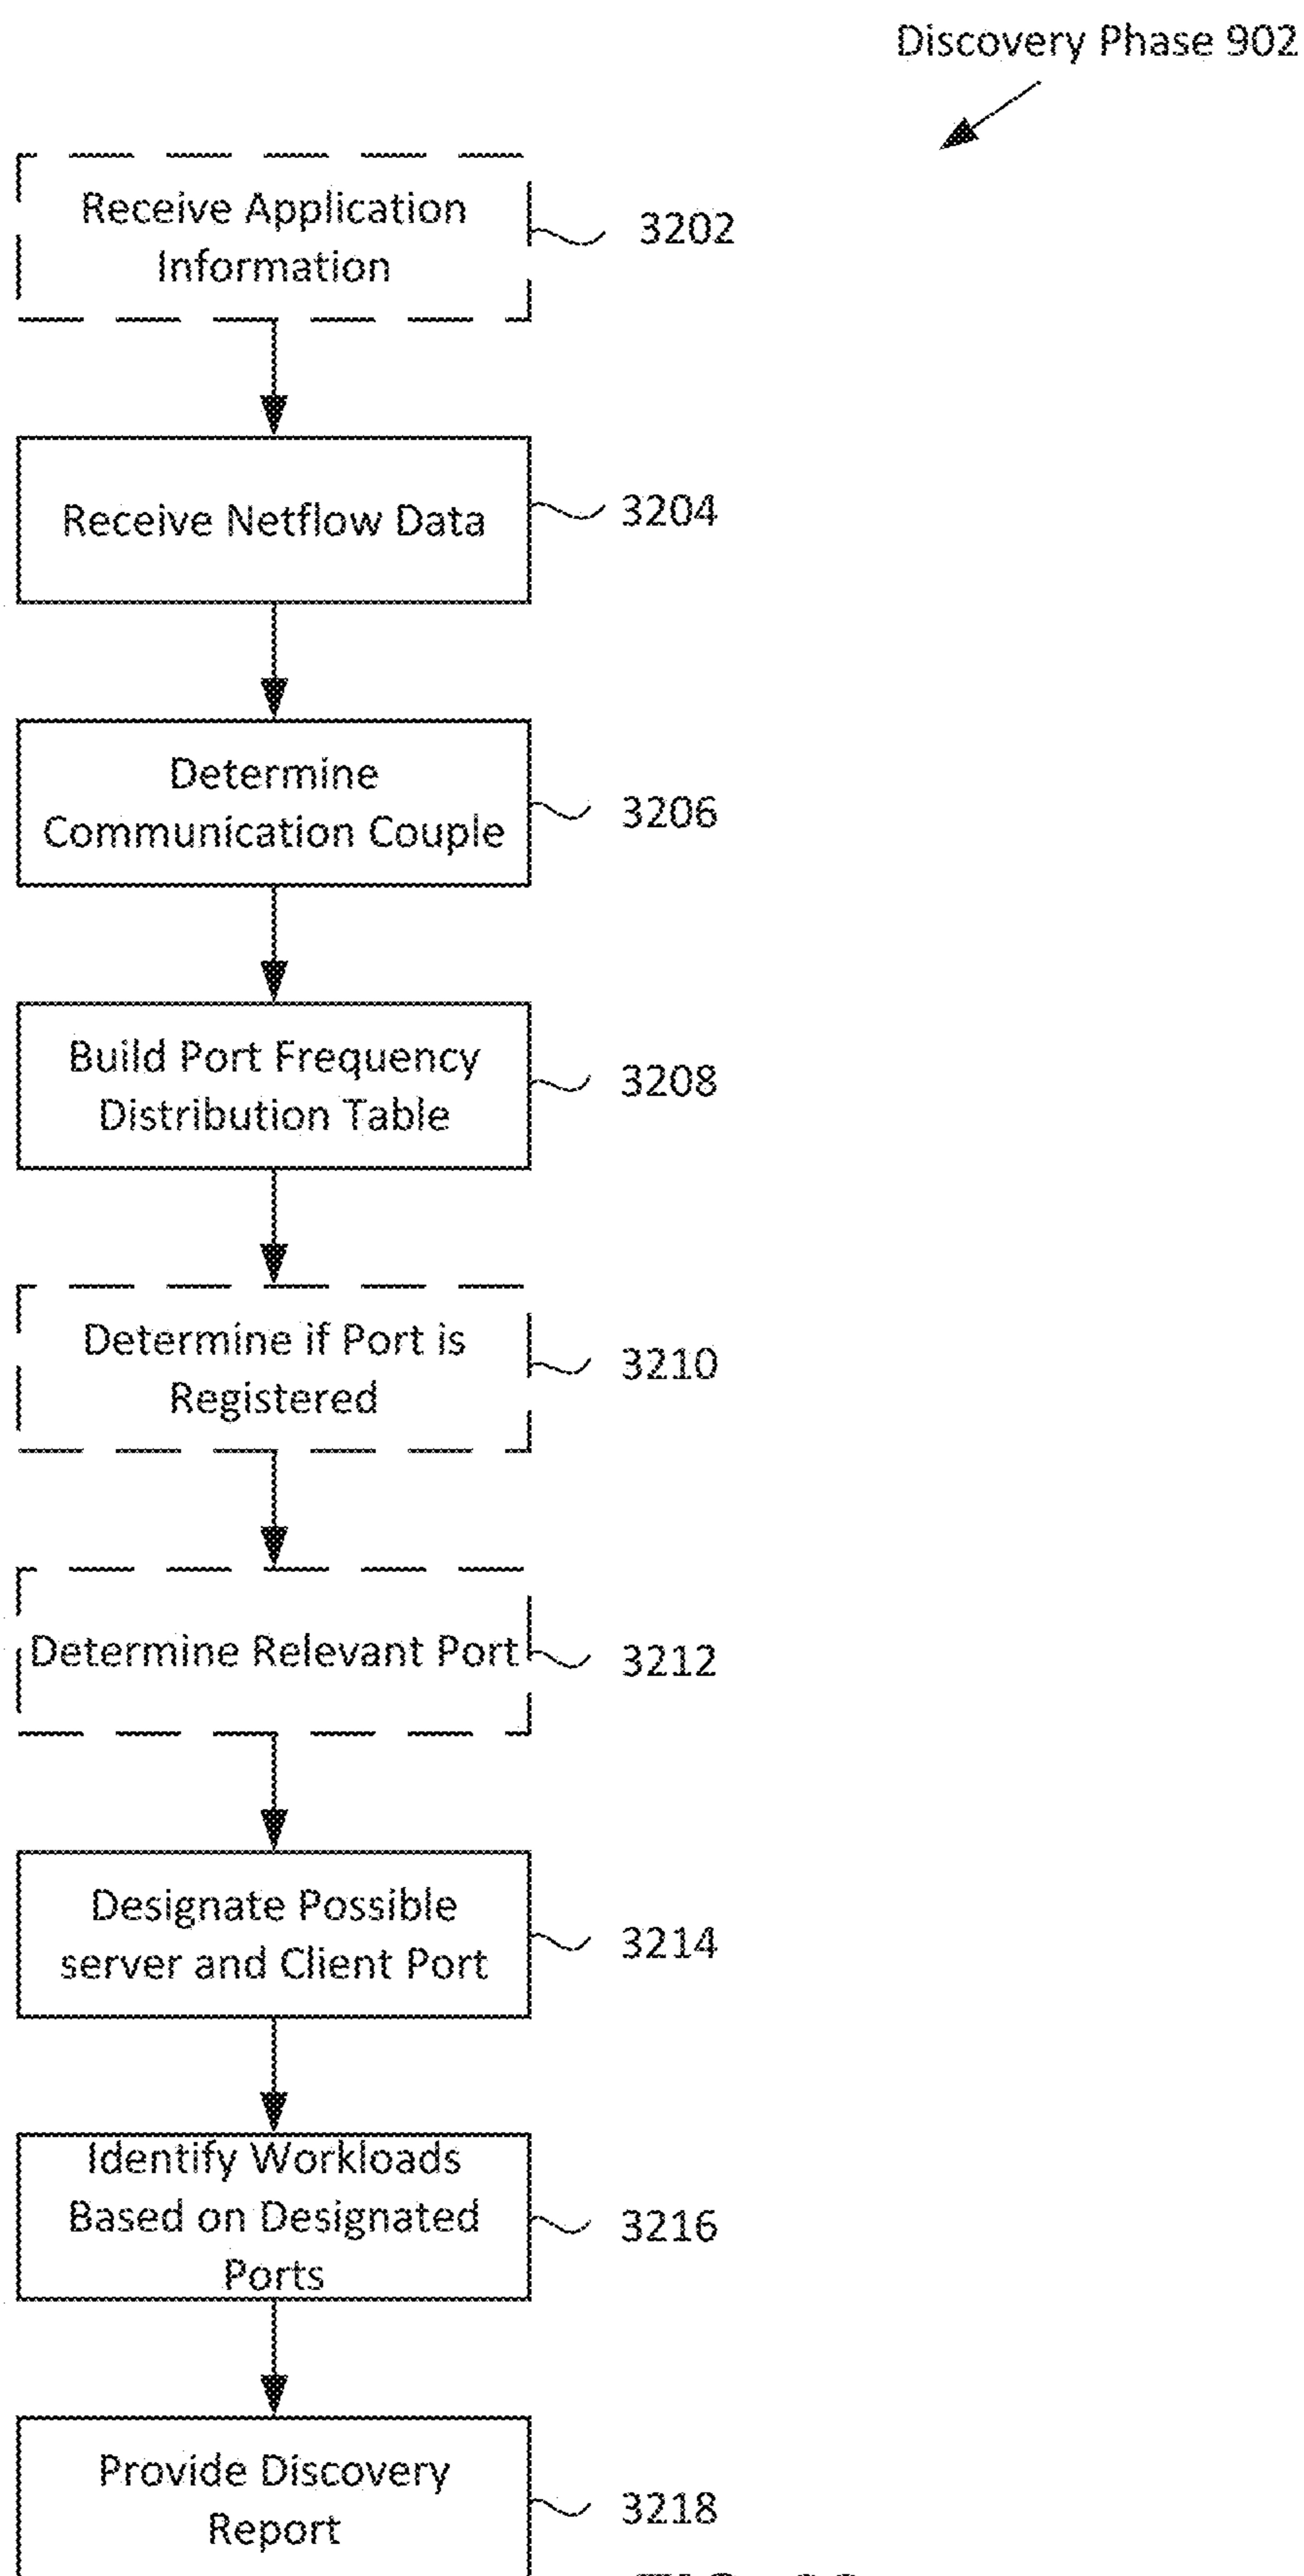 Discovery Phase 902
Receive Application
Information
3202
Receive Netflow Data
3204
Determine
Communication Couple
3206
Build Port Frequency
Distribution Table
3208
Determine if Port is
Registered
3210
Determine Relevant Port
3212
Designate Possible
server and Client Port
3214
Identify Workloads
Based on Designated
Ports
3216
Provide Discovery
Report
3218